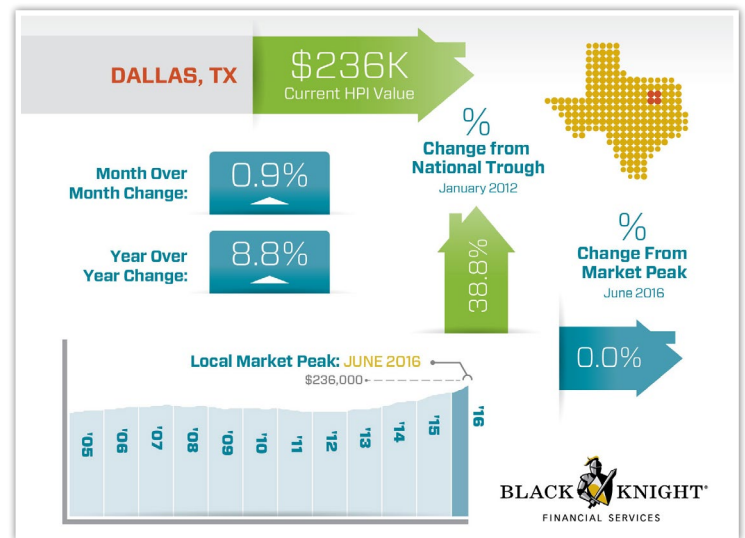 DALLAS, TX
$236K
Current HPI Value
%
Change from
National Trough
January 2012
38.8%
Month Over
Month Change:
0.9%
Year Over
Year Change:
8.8%
%
Change From
Market Peak
June 2016
0.0%
Local Market Peak: JUNE 2016
$236,000
'05
'06
'07
'08
'09
'10
'11
'12
'13
'14
'15
'16
BLACK KNIGHT®
FINANCIAL SERVICES